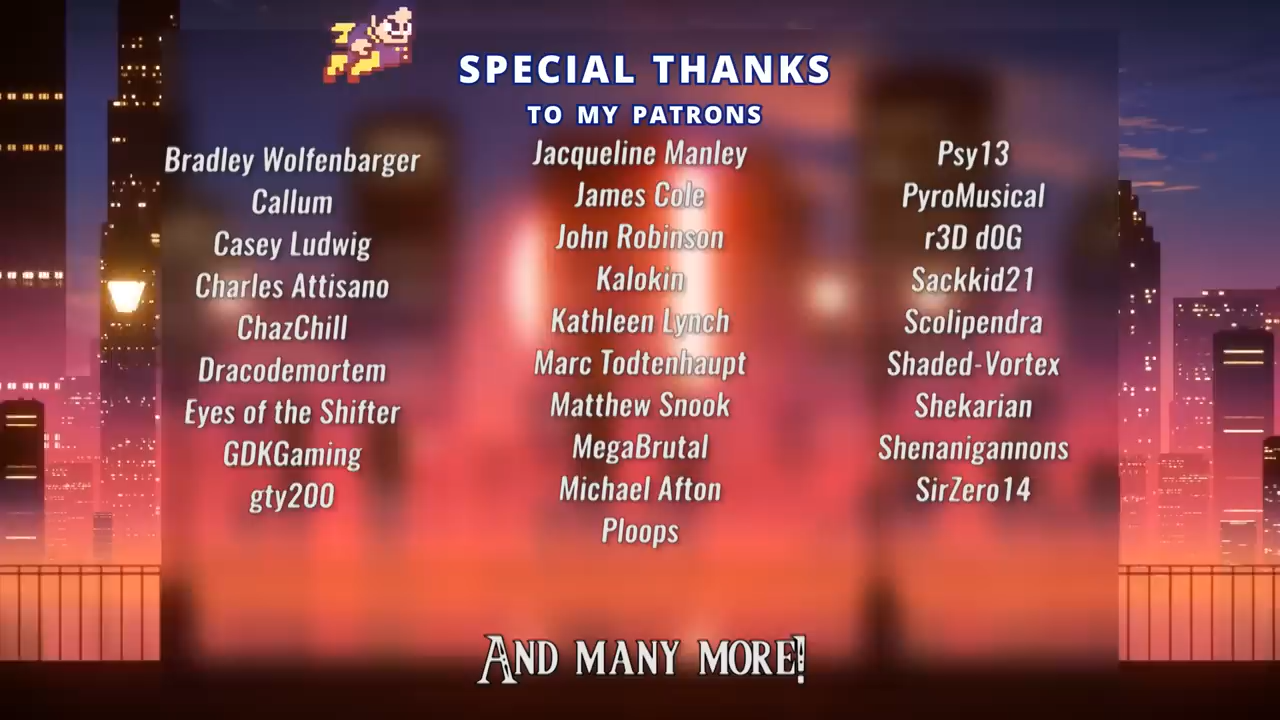 SPECIAL THANKS
TO MY PATRONS
Bradley Wolfenbarger
Callum
Casey Ludwig
Charles Attisano
ChazChill
Dracodemortem
Eyes of the Shifter
GDKGaming
gty200
Jacqueline Manley
James Cole
John Robinson
Kalokin
Kathleen Lynch
Marc Todtenhaupt
Matthew Snook
MegaBrutal
Michael Afton
Ploops
Psy13
PyroMusical
r3D d0G
Sackkid21
Scolipendra
Shaded-Vortex
Shekarian
Shenanigannons
SirZero14
AND MANY MORE!